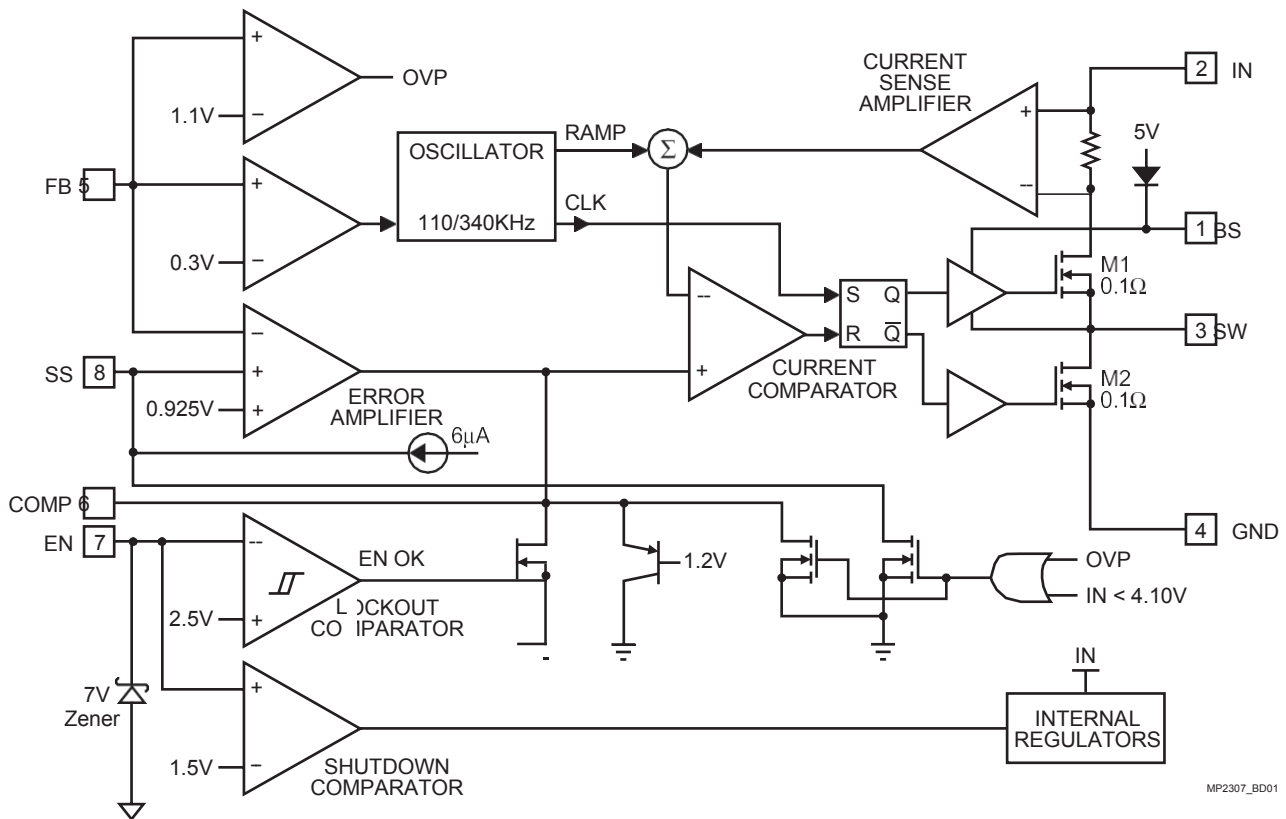 +
OVP
1.1V
–
CURRENT
SENSE
AMPLIFIER
2 IN
+
5V
RAMP
OSCILLATOR
Σ
FB 5
+
--
CLK
110/340KHz
1 BS
0.3V
–
M1
0.1Ω
--
S Q
–
3 SW
R Q̅
SS 8
+
+
CURRENT
COMPARATOR
M2
0.1Ω
0.925V
+
ERROR
AMPLIFIER
6µA
COMP 6
EN 7
--
4 GND
EN OK
1.2V
OVP
IN < 4.10V
2.5V
+
LOCKOUT
COMPARATOR
IN
7V
Zener
+
INTERNAL
REGULATORS
1.5V
–
SHUTDOWN
COMPARATOR
MP2307_BD01